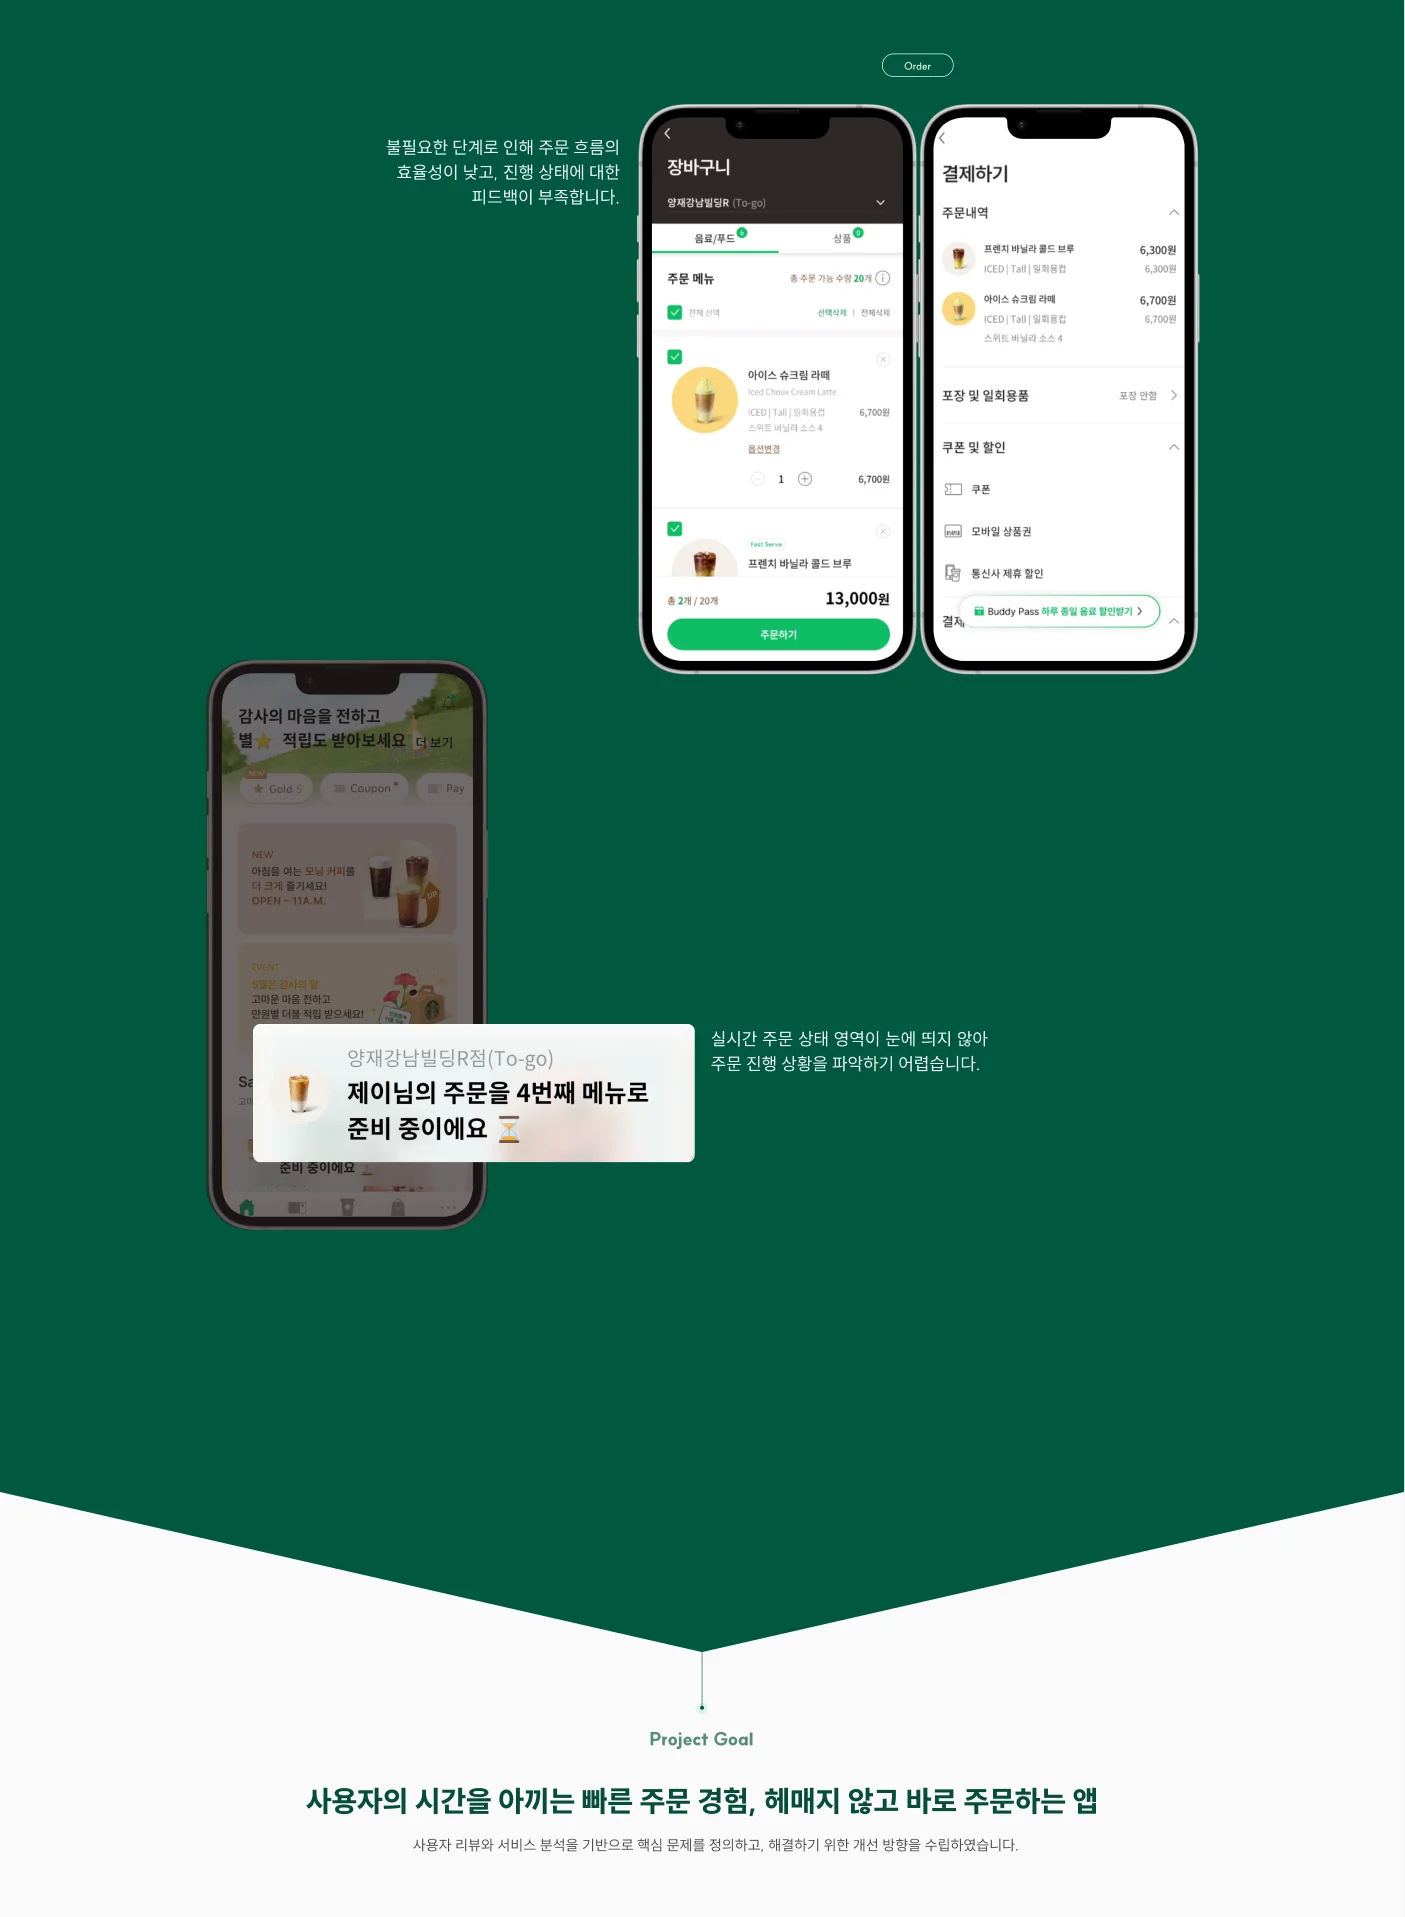 Order
불필요한 단계로 인해 주문 흐름의
효율성이 낮고, 진행 상태에 대한
피드백이 부족합니다.
장바구니
양재강남빌딩R (To-go)
음료/푸드
상품 0
주문 메뉴
총 주문 가능 수량 20개
전체 선택
선택삭제 | 전체삭제
아이스 슈크림 라떼
Iced Choux Cream Latte
ICED | Tall | 일회용컵 6,700원
스위트 바닐라 소스 4
옵션변경
1 6,700원
Fast Serve
프렌치 바닐라 콜드 브루
총 2개 / 20개 13,000원
주문하기
결제하기
주문내역
프렌치 바닐라 콜드 브루 6,300원
ICED | Tall | 일회용컵 6,300원
아이스 슈크림 라떼 6,700원
ICED | Tall | 일회용컵 6,700원
스위트 바닐라 소스 4
포장 및 일회용품 포장 안함
쿠폰 및 할인
쿠폰
모바일 상품권
통신사 제휴 할인
Buddy Pass 하루 종일 음료 할인받기
결제
감사의 마음을 전하고
별⭐ 적립도 받아보세요 더 보기
NEW
Gold 5 Coupon Pay
NEW
아침을 여는 모닝 커피를
더 크게 즐기세요!
OPEN – 11A.M.
UP
EVENT
5월은 감사의 달
고마운 마음 전하고
만원별 더블 적립 받으세요!
양재강남빌딩R점(To-go)
제이님의 주문을 4번째 메뉴로
준비 중이에요 ⏳
준비 중이에요
실시간 주문 상태 영역이 눈에 띄지 않아
주문 진행 상황을 파악하기 어렵습니다.
Project Goal
사용자의 시간을 아끼는 빠른 주문 경험, 헤매지 않고 바로 주문하는 앱
사용자 리뷰와 서비스 분석을 기반으로 핵심 문제를 정의하고, 해결하기 위한 개선 방향을 수립하였습니다.